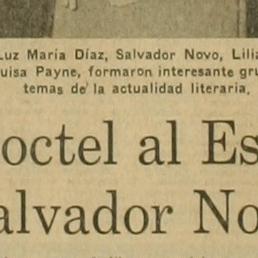 Luz María Díaz, Salvador Novo, Lilia
uisa Payne, formaron interesante gru
temas de la actualidad literaria,
octel al Es
alvador No